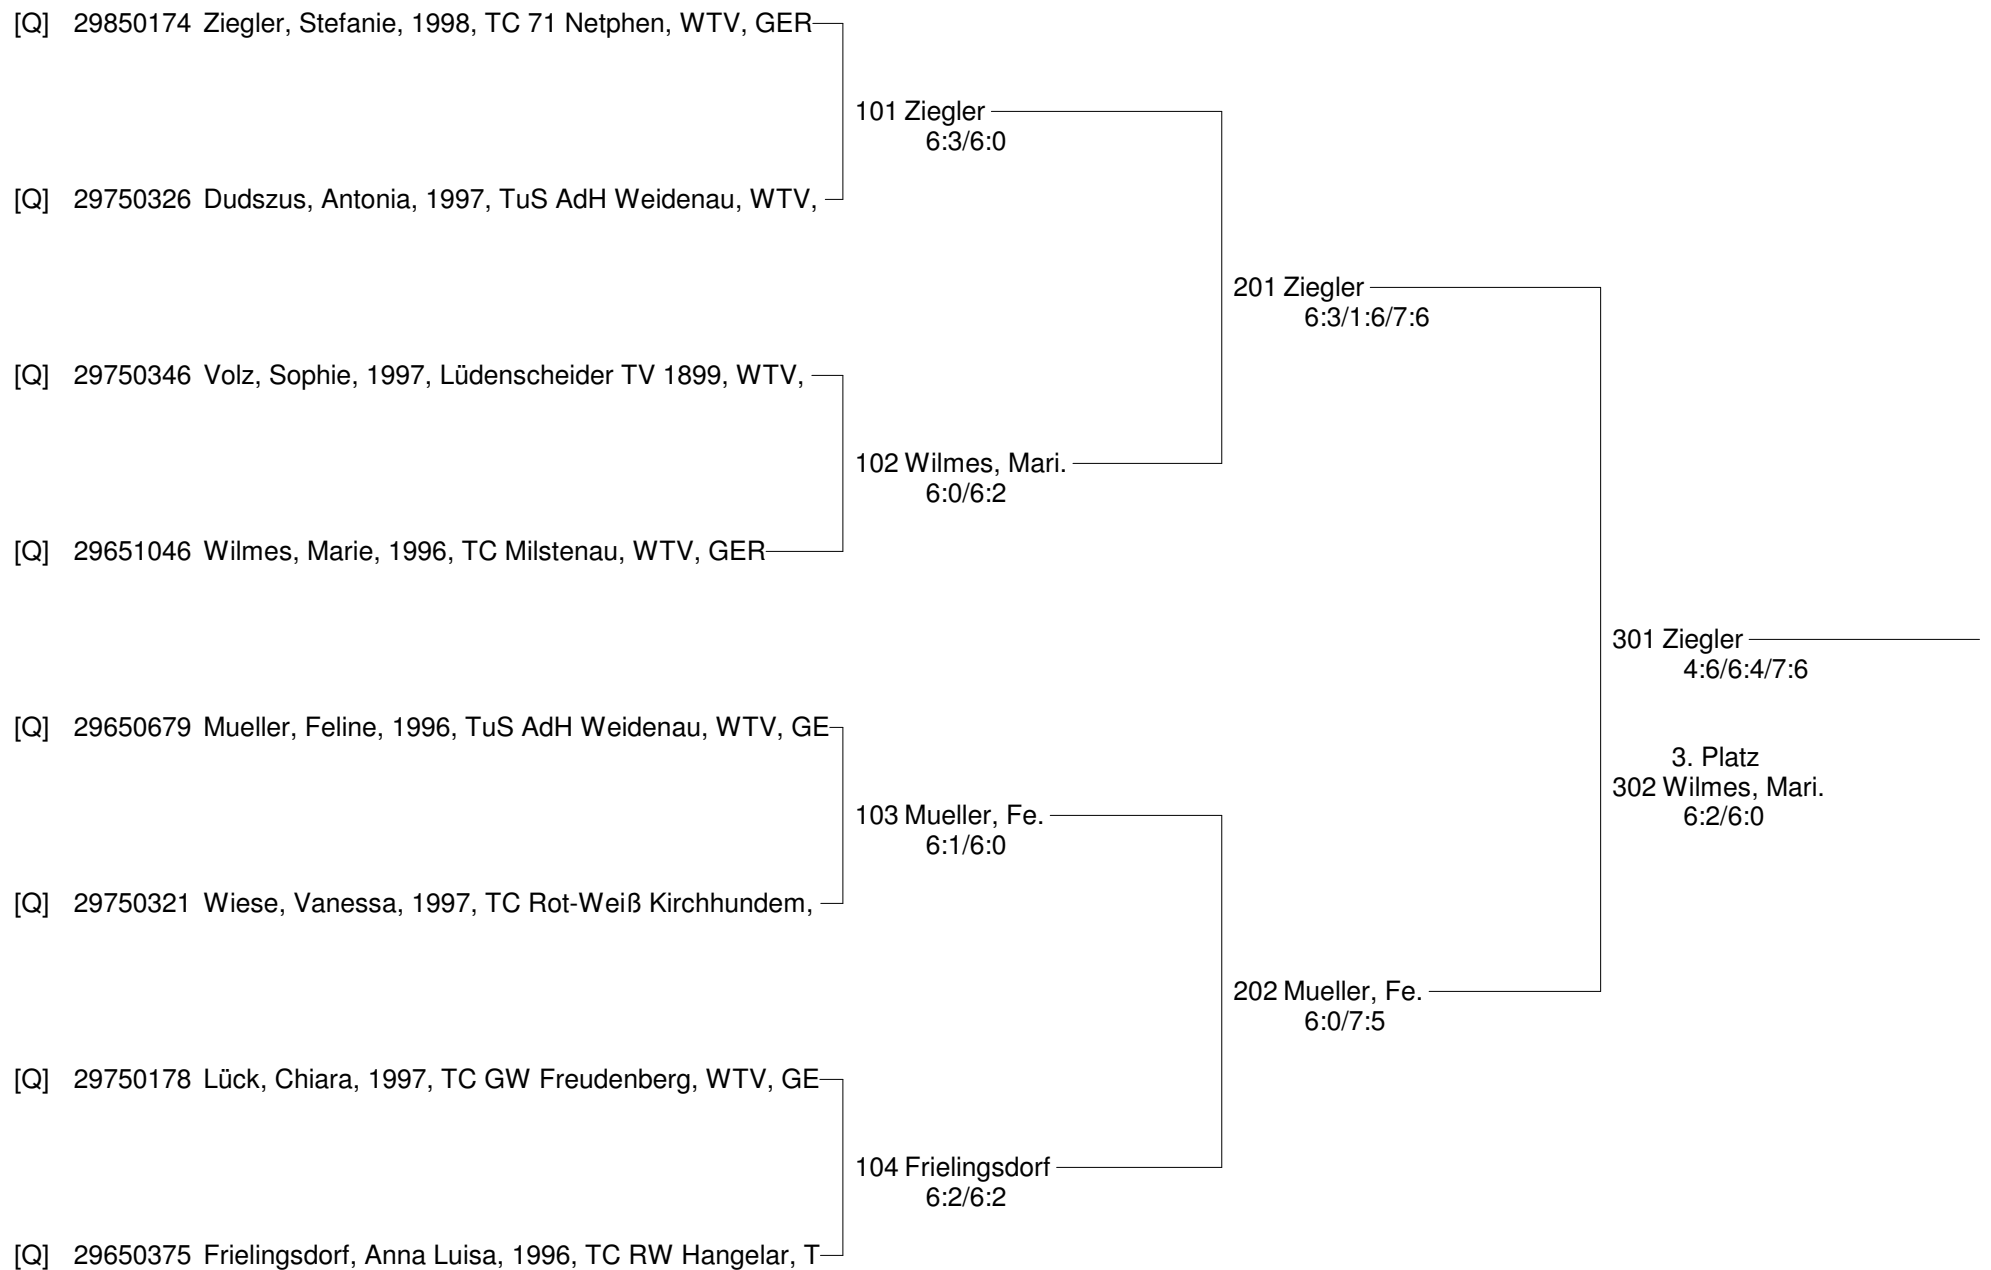 [Q] 29850174 Ziegler, Stefanie, 1998, TC 71 Netphen, WTV, GER
101 Ziegler
6:3/6:0
[Q] 29750326 Dudszus, Antonia, 1997, TuS AdH Weidenau, WTV,
201 Ziegler
6:3/1:6/7:6
[Q] 29750346 Volz, Sophie, 1997, Lüdenscheider TV 1899, WTV,
102 Wilmes, Mari.
6:0/6:2
[Q] 29651046 Wilmes, Marie, 1996, TC Milstenau, WTV, GER
301 Ziegler
4:6/6:4/7:6
[Q] 29650679 Mueller, Feline, 1996, TuS AdH Weidenau, WTV, GE
3. Platz
302 Wilmes, Mari.
6:2/6:0
103 Mueller, Fe.
6:1/6:0
[Q] 29750321 Wiese, Vanessa, 1997, TC Rot-Weiß Kirchhundem,
202 Mueller, Fe.
6:0/7:5
[Q] 29750178 Lück, Chiara, 1997, TC GW Freudenberg, WTV, GE
104 Frielingsdorf
6:2/6:2
[Q] 29650375 Frielingsdorf, Anna Luisa, 1996, TC RW Hangelar, T